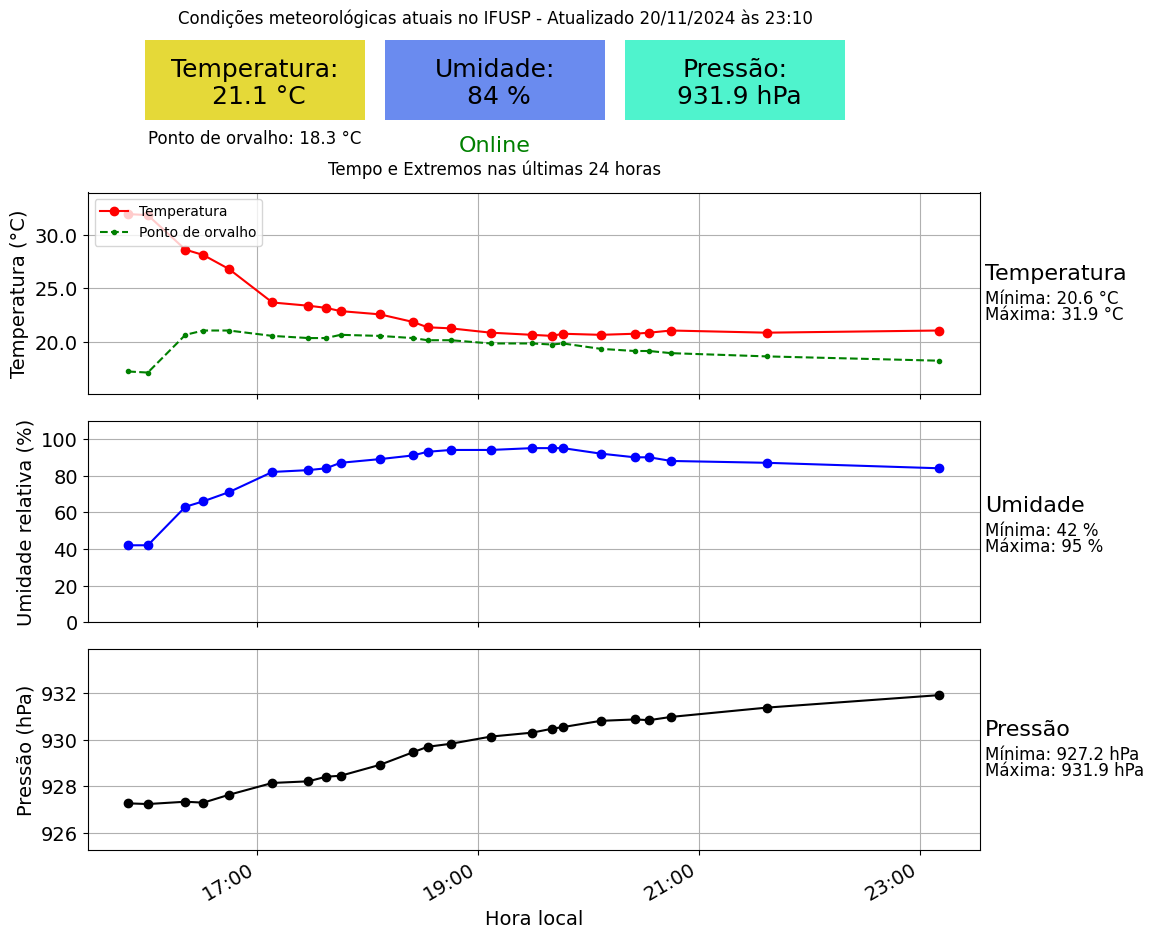 Condições meteorológicas atuais no IFUSP - Atualizado 20/11/2024 às 23:10
Temperatura:
21.1 °C
Umidade:
84 %
Pressão:
931.9 hPa
Ponto de orvalho: 18.3 °C
Online
Tempo e Extremos nas últimas 24 horas
Temperatura (°C)
30.0
25.0
20.0
Temperatura
Ponto de orvalho
Temperatura
Mínima: 20.6 °C
Máxima: 31.9 °C
Umidade relativa (%)
100
80
60
40
20
0
Umidade
Mínima: 42 %
Máxima: 95 %
Pressão (hPa)
932
930
928
926
Pressão
Mínima: 927.2 hPa
Máxima: 931.9 hPa
17:00
19:00
21:00
23:00
Hora local